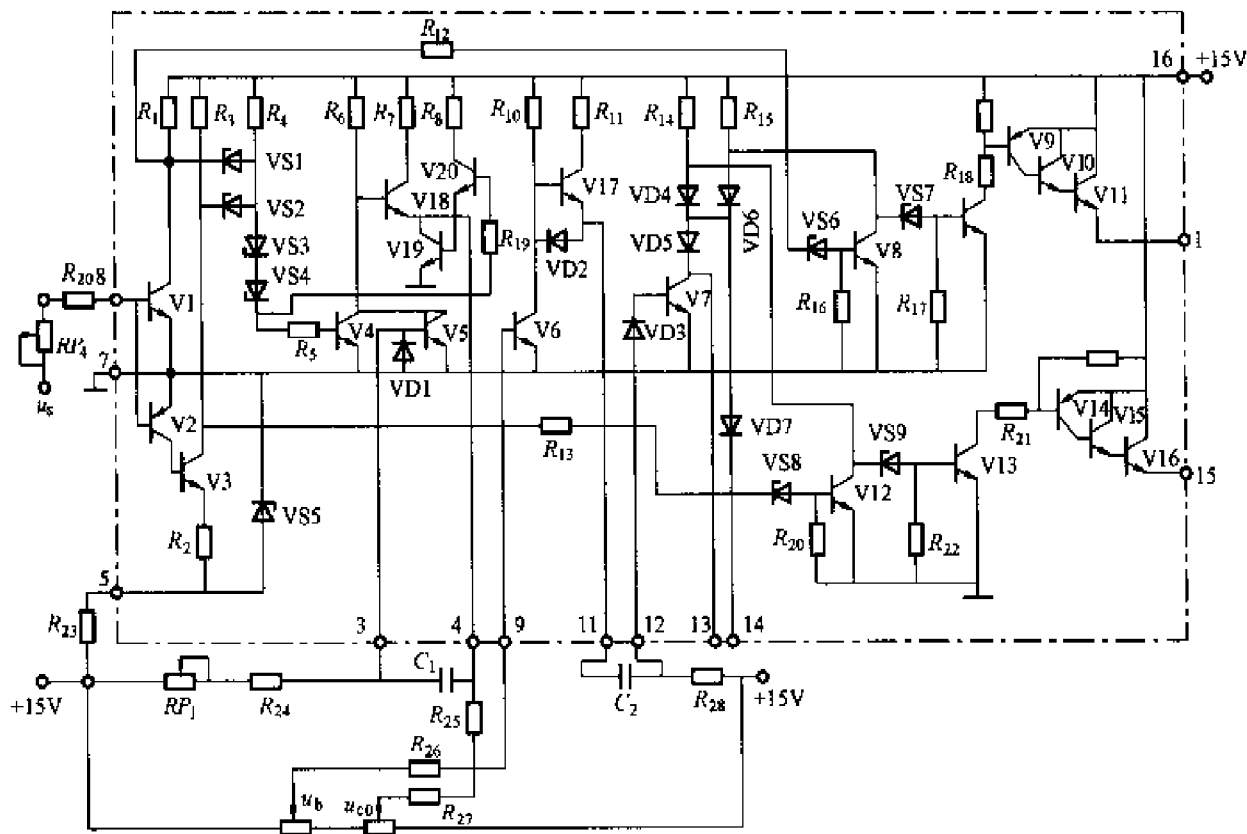 R12
16 +15V
R1 R3 R4 R6 R7 R8 R10 R11 R14 R15
VS1 V20 V17 VD4 VS7 R18 V9 V10 V11
VS2 V18 VD6 VS6 V8
VS3 V19 R19 VD2 VD5 1
VS4
R20 8 V1 V4 V5 V6 V7 R16 R17
RP4 R5 VD3
7 VD1
us
V2 R13 VD7 VS9 R21 V14 V15
V3 VS8 V12 V13 V16
VS5 15
R2 R20 R22
5
R23 3 4 9 11 12 13 14
C1 +15V
+15V RP1 R24 C2 R28
R25
R26
ub uc0 R27